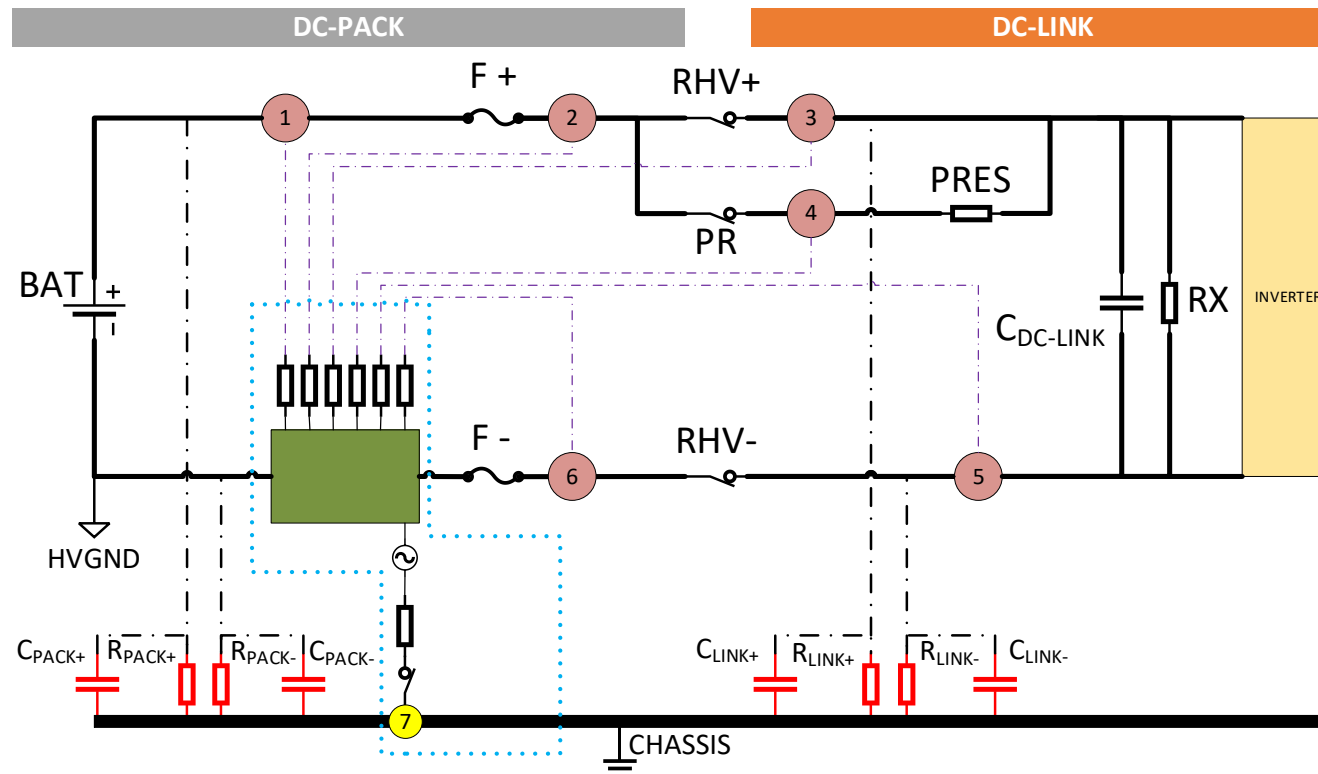 DC-PACK
DC-LINK
F +
RHV+
1
2
3
PRES
4
PR
BAT
+
-
CDC-LINK
RX
INVERTER
F -
RHV-
6
5
HVGND
CPACK+
RPACK+
RPACK-
CPACK-
CLINK+
RLINK+
RLINK-
CLINK-
7
CHASSIS